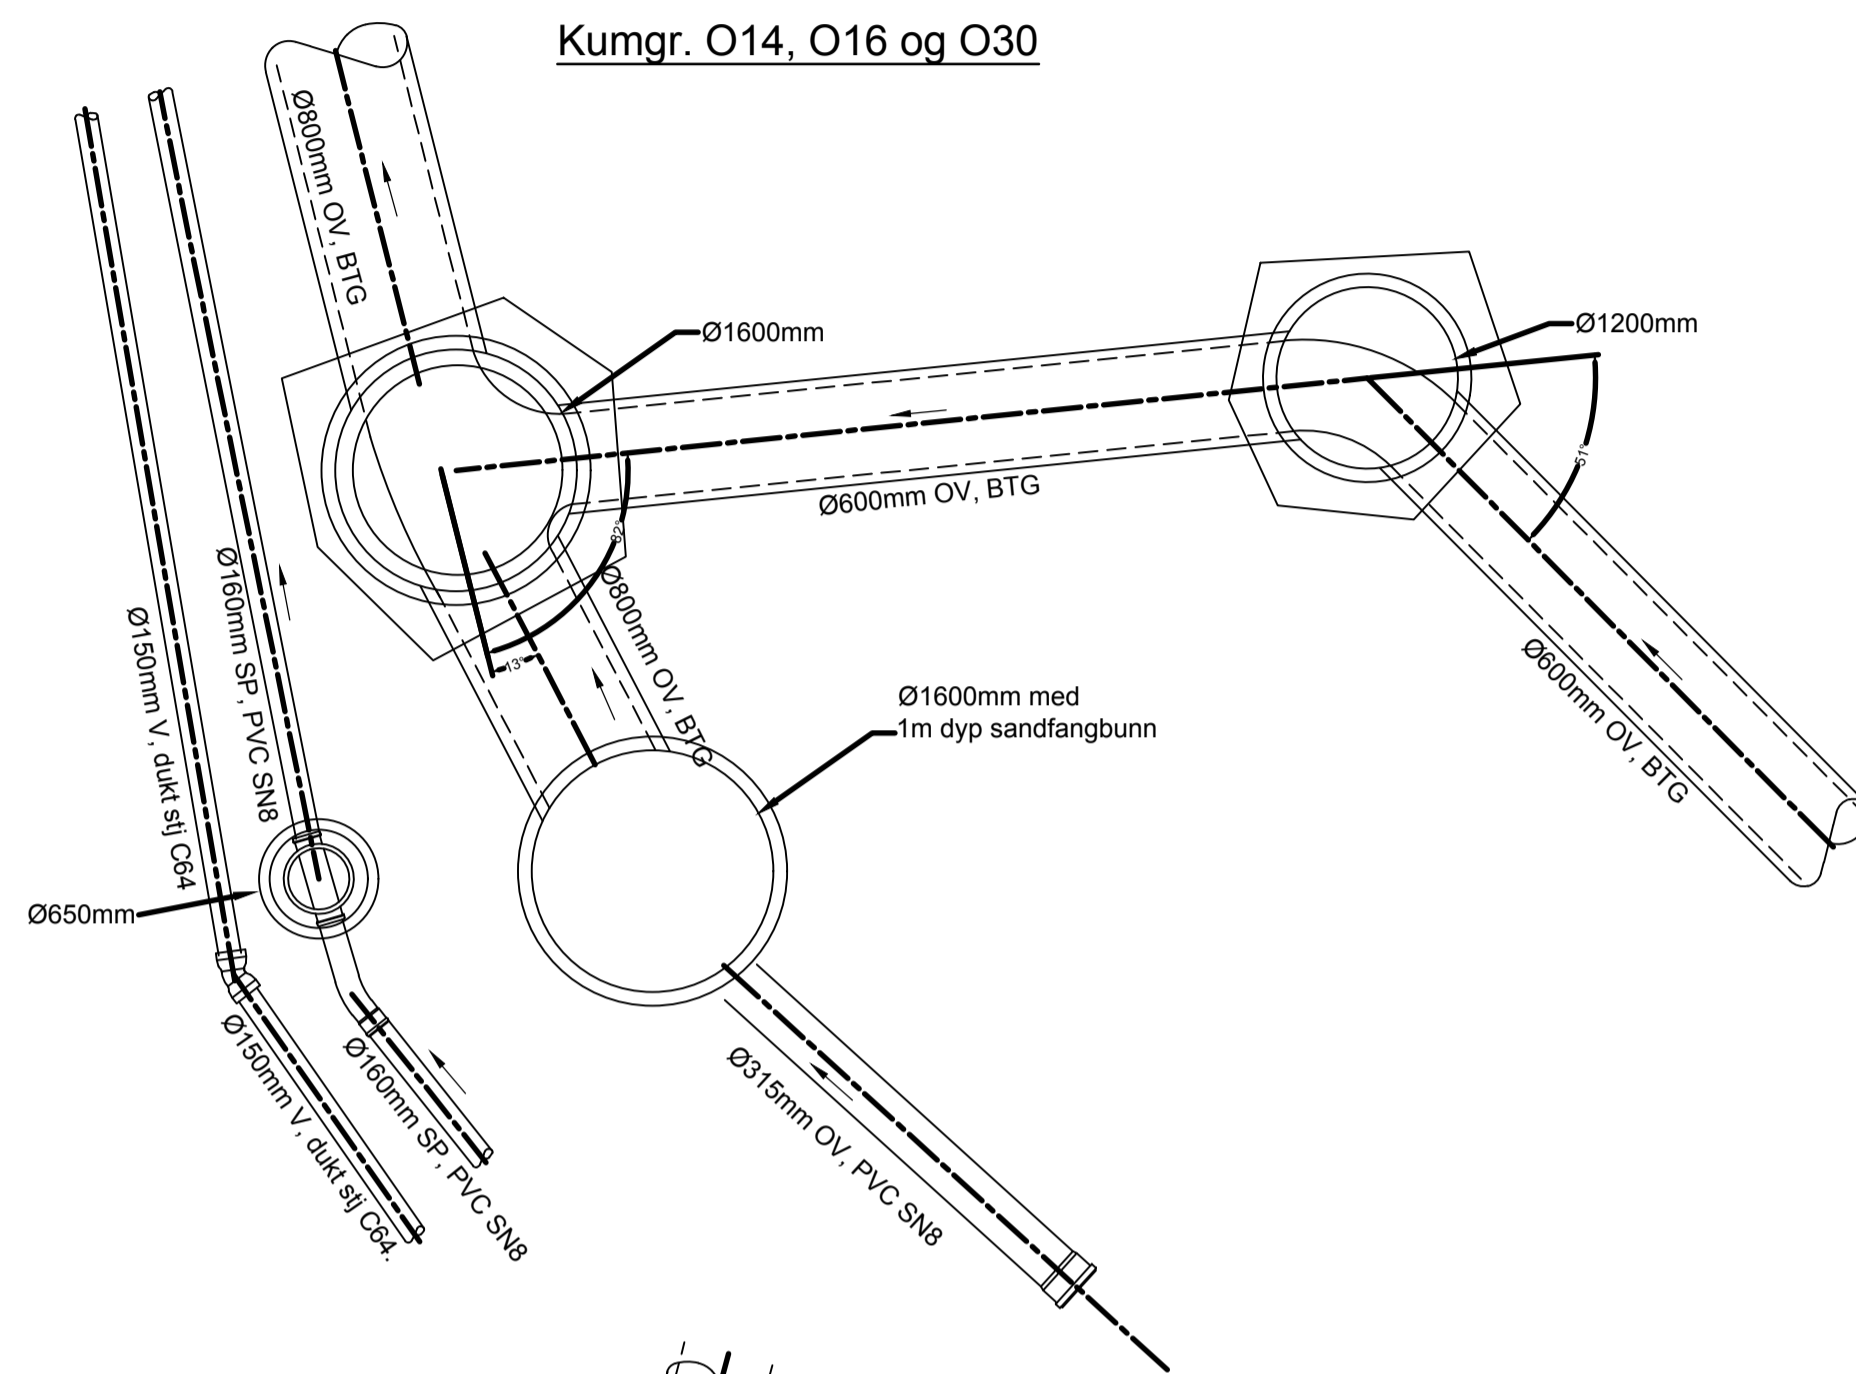 Kumgr. O14, O16 og O30
Ø800mm OV, BTG
Ø1600mm
Ø1200mm
51°
Ø600mm OV, BTG
82°
Ø160mm SP, PVC SN8
Ø800mm OV, BTG
Ø150mm V, dukt stj C64
13°
Ø600mm OV, BTG
Ø1600mm med
1m dyp sandfangbunn
Ø650mm
Ø150mm V, dukt stj C64.
Ø160mm SP, PVC SN8
Ø315mm OV, PVC SN8